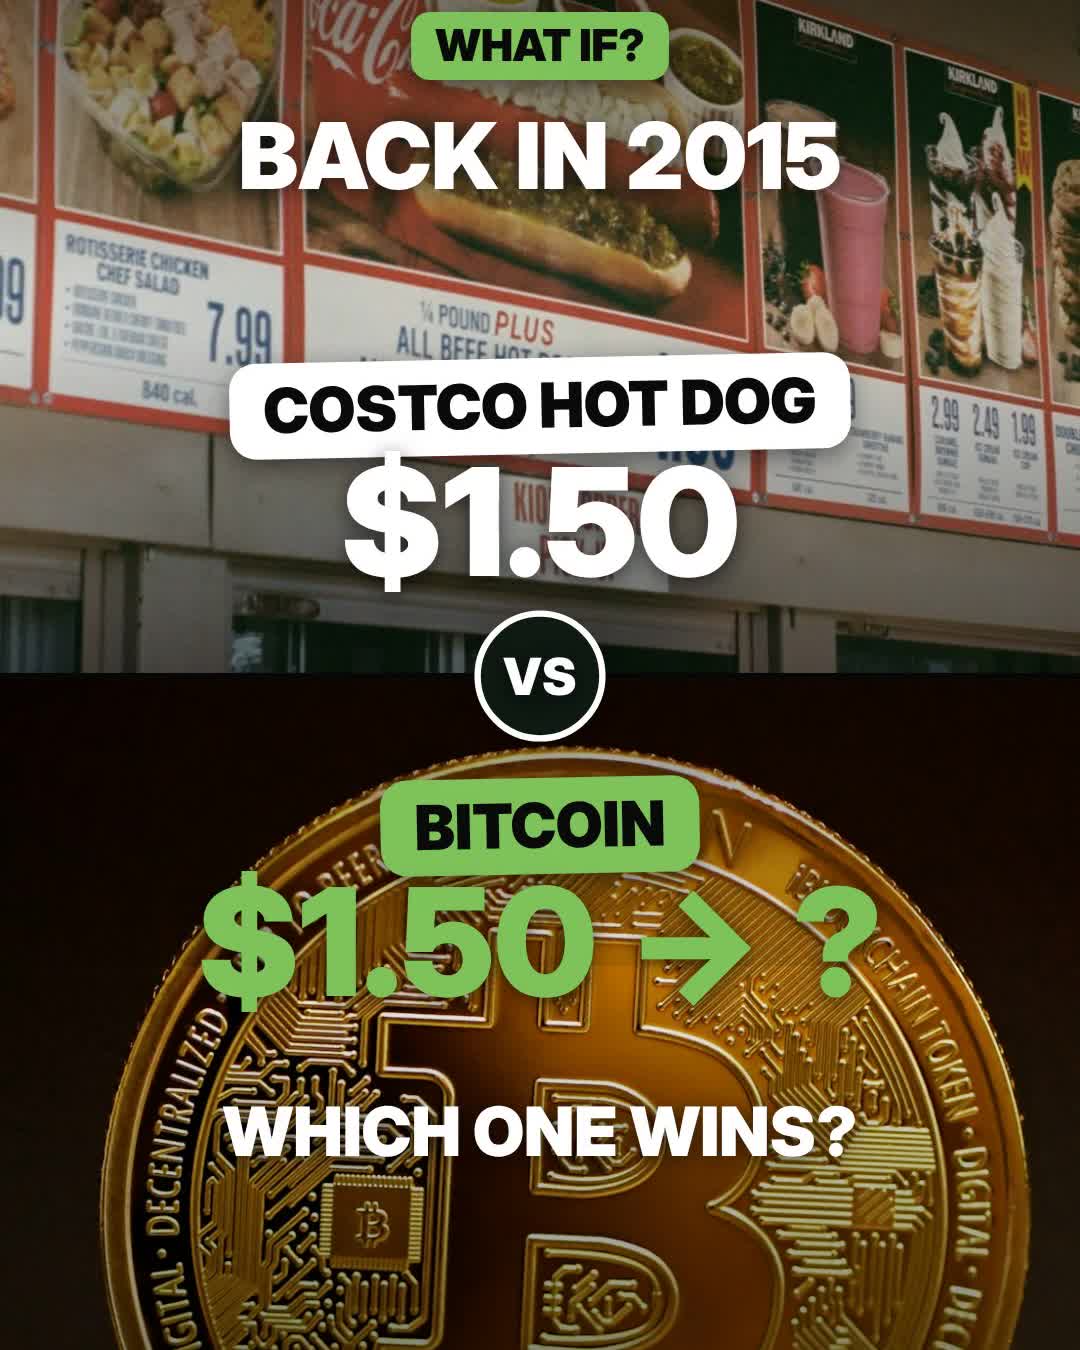 WHAT IF?
BACK IN 2015
KIRKLAND
KIRKLAND
NEW
ROTISSERIE CHICKEN
CHEF SALAD
7.99
840 cal.
¼ POUND PLUS
ALL BEEF HOT
COSTCO HOT DOG
$1.50
2.99 2.49 1.99
VS
BITCOIN
$1.50 → ?
WHICH ONE WINS?
DECENTRALIZED
DIGITAL